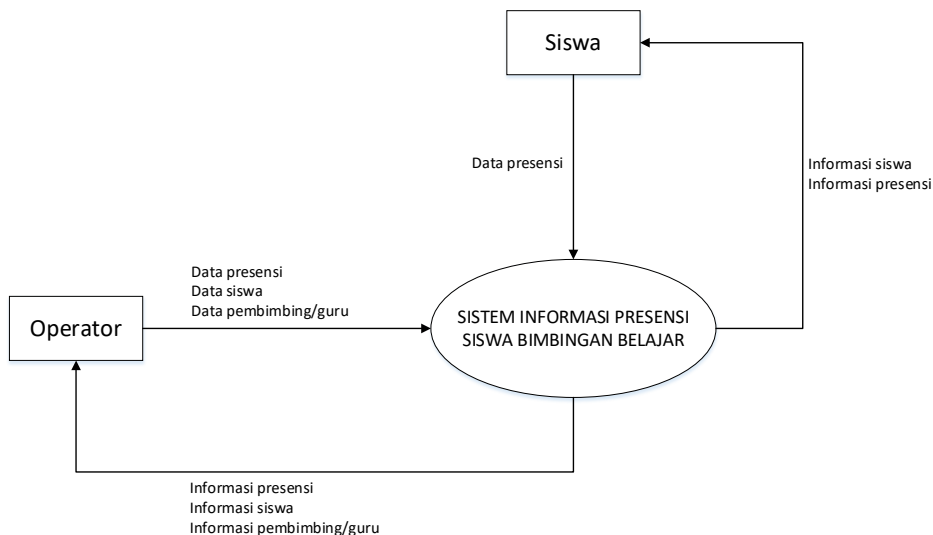 Siswa
Data presensi
Informasi siswa
Informasi presensi
Data presensi
Data siswa
Data pembimbing/guru
Operator
SISTEM INFORMASI PRESENSI
SISWA BIMBINGAN BELAJAR
Informasi presensi
Informasi siswa
Informasi pembimbing/guru